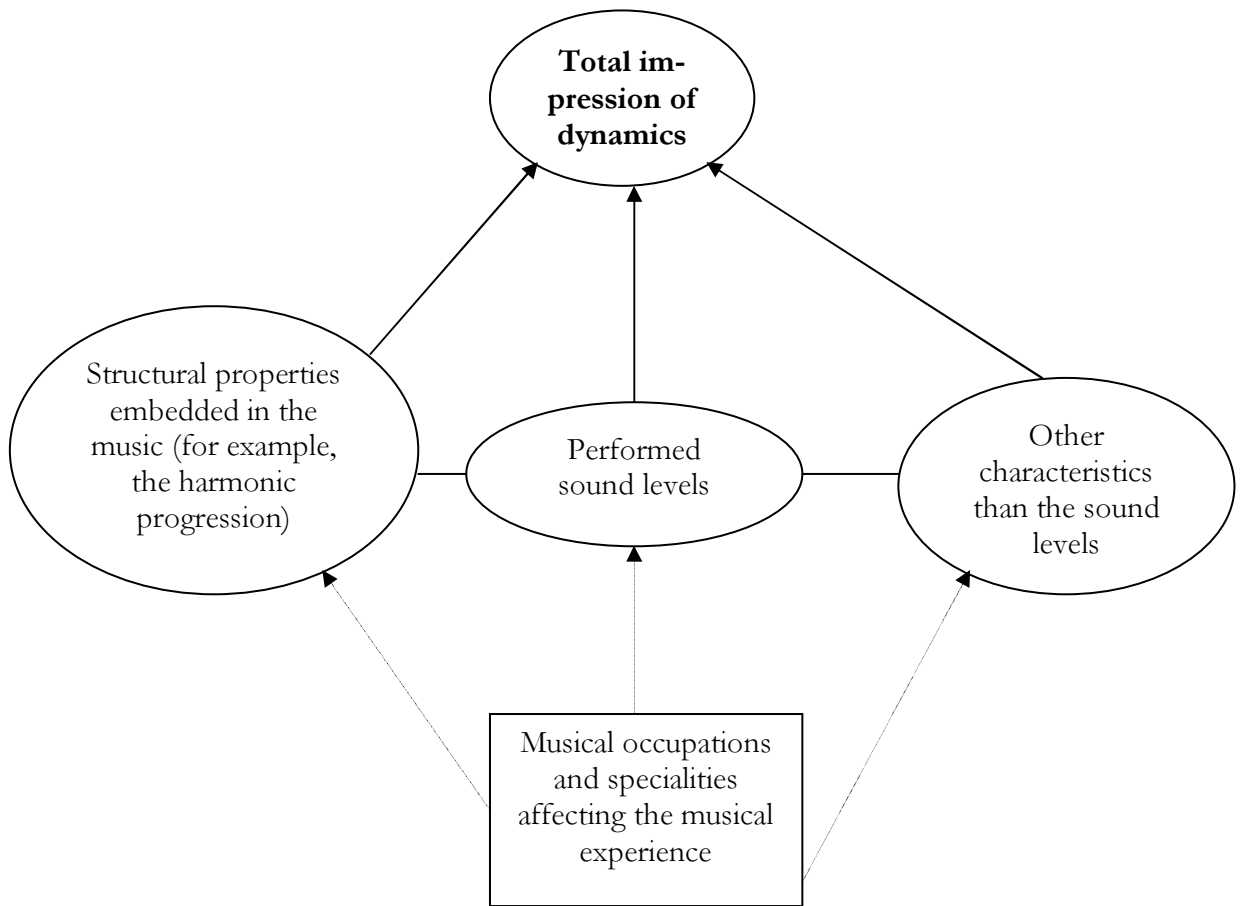 Total im-
pression of
dynamics
Structural properties
embedded in the
music (for example,
the harmonic
progression)
Performed
sound levels
Other
characteristics
than the sound
levels
Musical occupations
and specialities
affecting the musical
experience